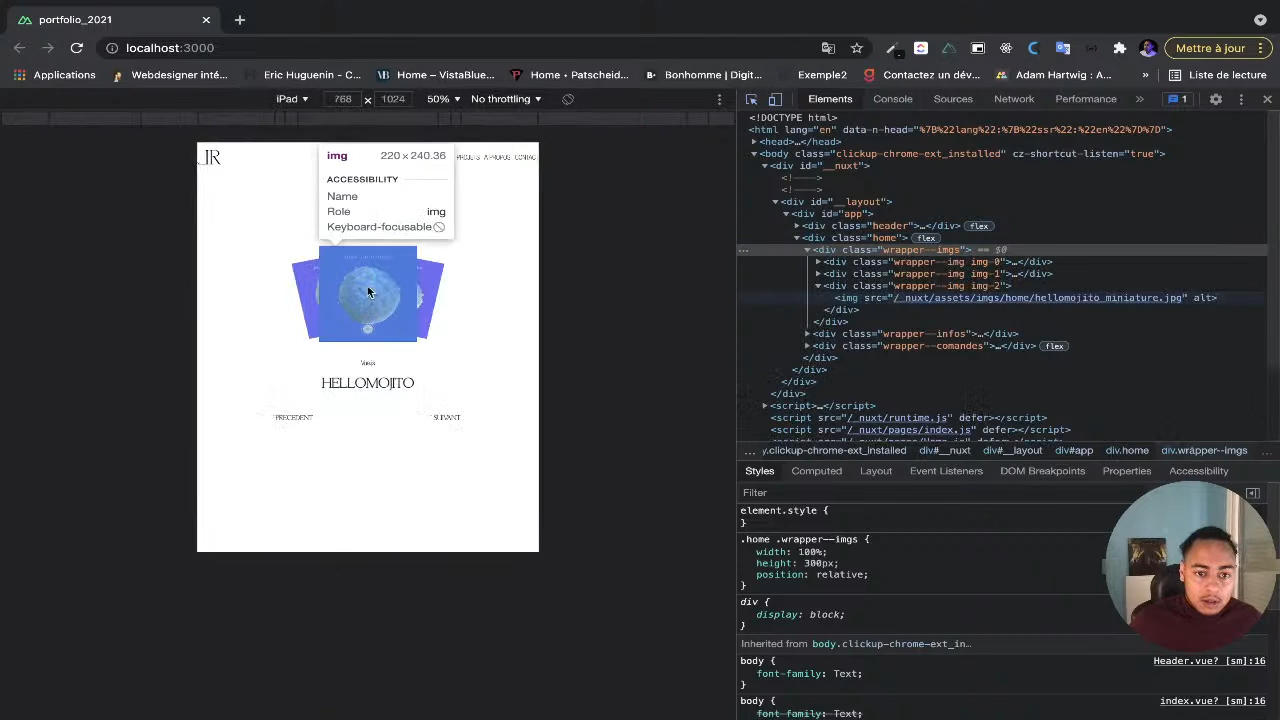 portfolio_2021
localhost:3000
Mettre à jour
Applications
Webdesigner inté...
Eric Huguenin - C...
Home – VistaBlue...
Home • Patscheid...
Bonhomme | Digit...
Exemple2
Contactez un dév...
Adam Hartwig : A...
»
Liste de lecture
iPad
768
x
1024
50%
No throttling
Elements
Console
Sources
Network
Performance
»
1
<!DOCTYPE html>
<html lang="en" data-n-head="%7B%22lang%22:%7B%22ssr%22:%22en%22%7D%7D">
<head>…</head>
<body class="clickup-chrome-ext_installed" cz-shortcut-listen="true">
<div id="__nuxt">
<!---->
<!---->
<div id="__layout">
<div id="app">
<div class="header">…</div> flex
<div class="home"> flex
<div class="wrapper--imgs"> == $0
<div class="wrapper--img img-0">…</div>
<div class="wrapper--img img-1">…</div>
<div class="wrapper--img img-2">
<img src="/_nuxt/assets/imgs/home/hellomojito_miniature.jpg" alt>
</div>
</div>
<div class="wrapper--infos">…</div>
<div class="wrapper--comandes">…</div> flex
</div>
</div>
</div>
</div>
<script>…</script>
<script src="/_nuxt/runtime.js" defer></script>
<script src="/_nuxt/pages/index.js" defer></script>
JR
PROJETS
A PROPOS
CONTAC
img 220 × 240.36
ACCESSIBILITY
Name
Role img
Keyboard-focusable
Vuejs
HELLOMOJITO
PRECEDENT
SUIVANT
... y.clickup-chrome-ext_installed div#__nuxt div#__layout div#app div.home div.wrapper--imgs ...
Styles
Computed
Layout
Event Listeners
DOM Breakpoints
Properties
Accessibility
Filter
element.style {
}
.home .wrapper--imgs {
width: 100%;
height: 300px;
position: relative;
}
div {
display: block;
}
Inherited from body.clickup-chrome-ext_in…
body { Header.vue? [sm]:16
font-family: Text;
}
body { index.vue? [sm]:16
font-family: Text;